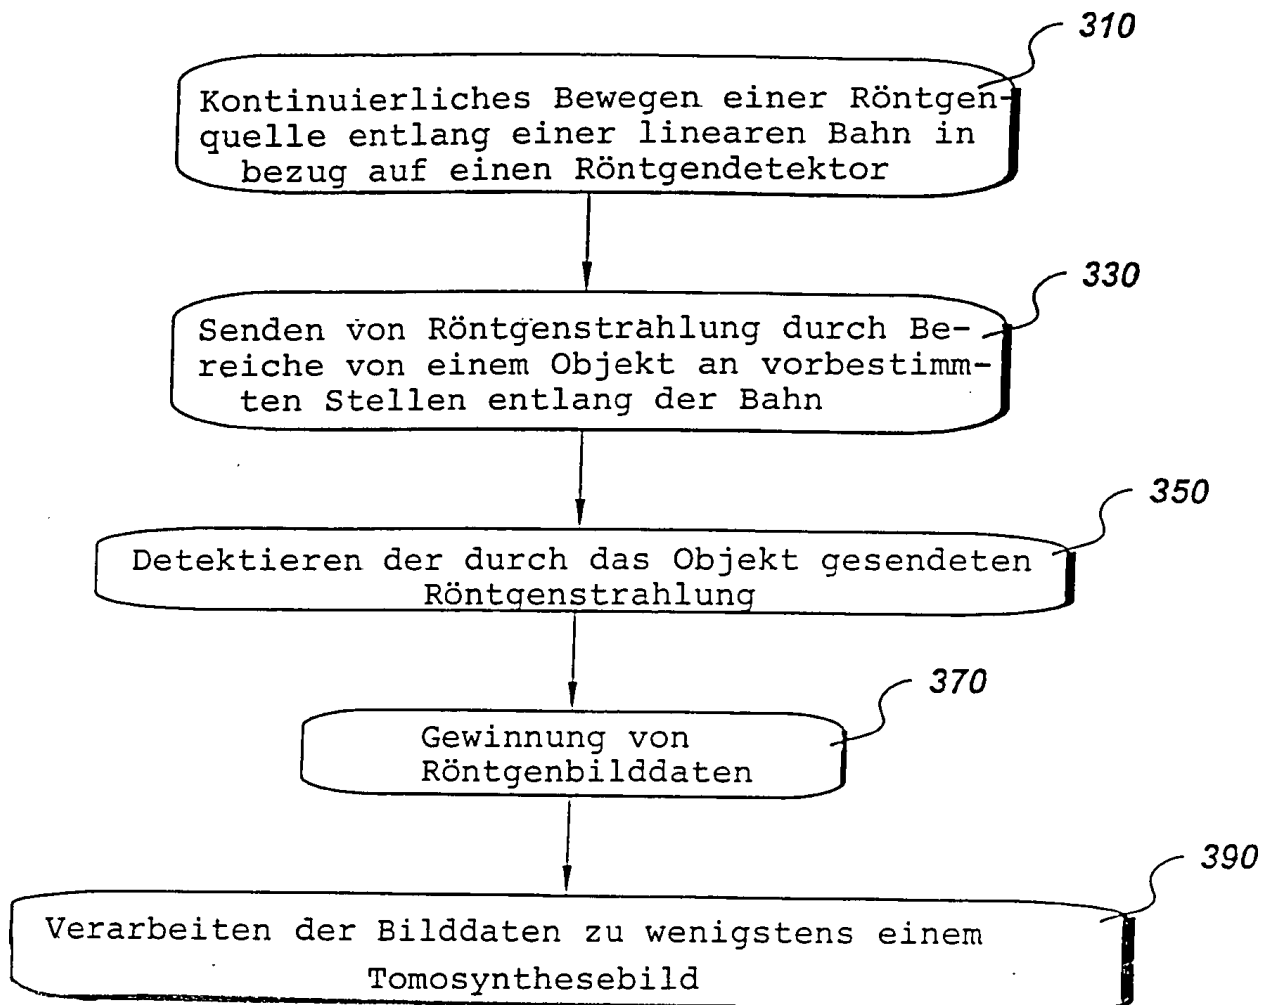 310
Kontinuierliches Bewegen einer Röntgen-
quelle entlang einer linearen Bahn in
bezug auf einen Röntgendetektor
330
Senden von Röntgenstrahlung durch Be-
reiche von einem Objekt an vorbestimm-
ten Stellen entlang der Bahn
350
Detektieren der durch das Objekt gesendeten
Röntgenstrahlung
370
Gewinnung von
Röntgenbilddaten
390
Verarbeiten der Bilddaten zu wenigstens einem
Tomosynthesebild